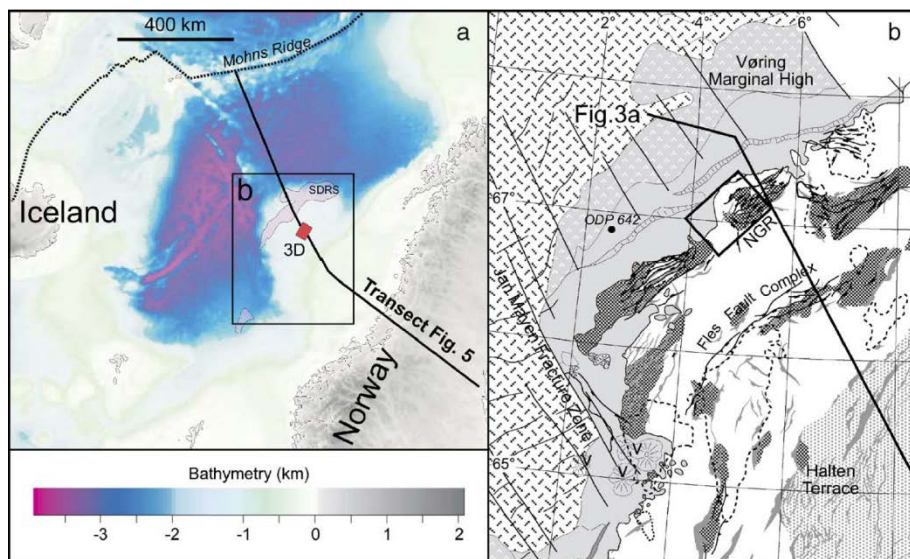 400 km
a
Mohns Ridge
Iceland
b
SDRS
3D
Transect Fig. 5
Norway
Bathymetry (km)
-3
-2
-1
0
1
2
b
2°
4°
6°
Vøring
Marginal High
Fig.3a
67°
ODP 642
NGR
Fles Fault Complex
Jan Mayen Fracture Zone
65°
V
V
V
Halten
Terrace